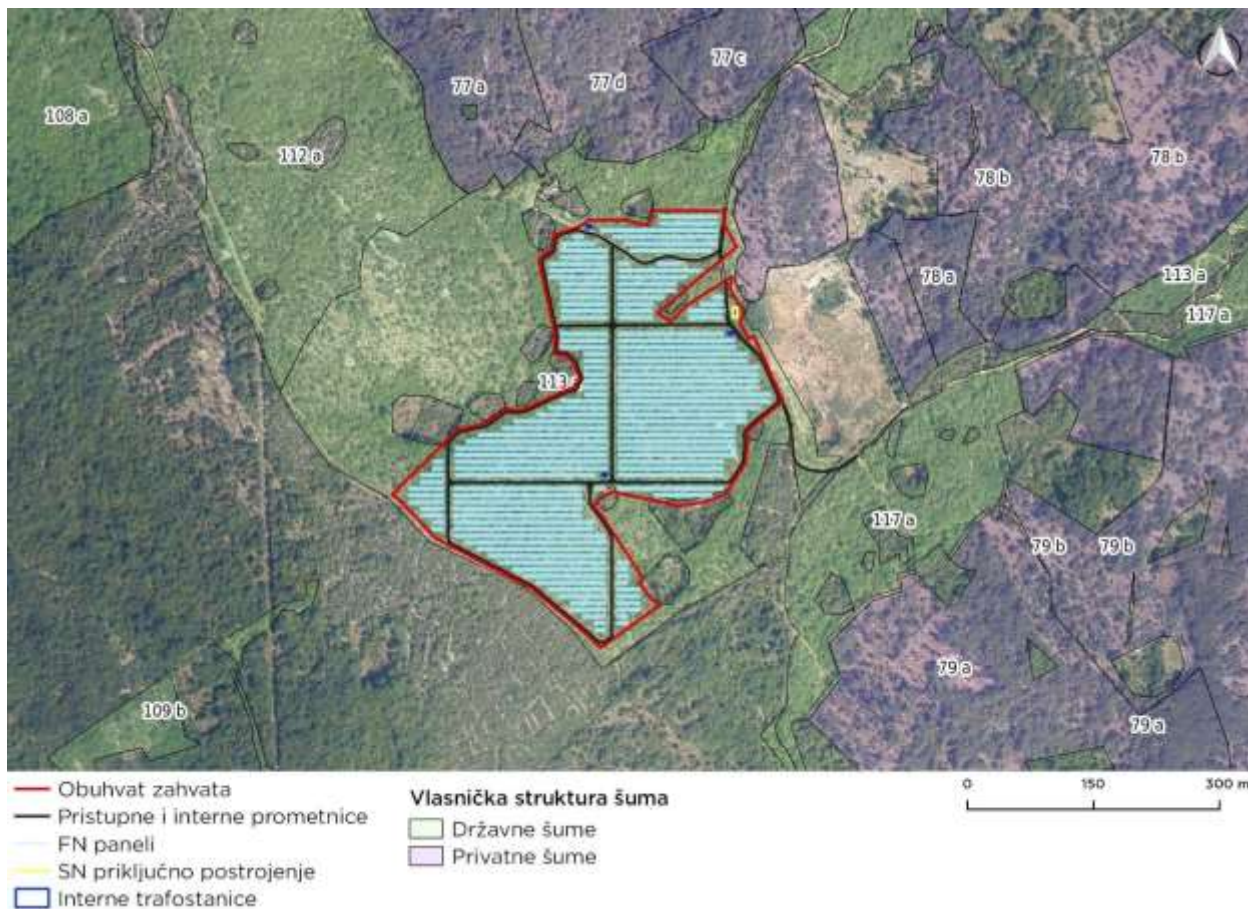 77 c
77 d
77 a
108 a
112 a
78 b
78 b
78 a
113 a
117 a
113
117 a
79 b
79 b
79 a
109 b
79 a
Obuhvat zahvata
Pristupne i interne prometnice
FN paneli
SN priključno postrojenje
Interne trafostanice
Vlasnička struktura šuma
Državne šume
Privatne šume
0 150 300 m